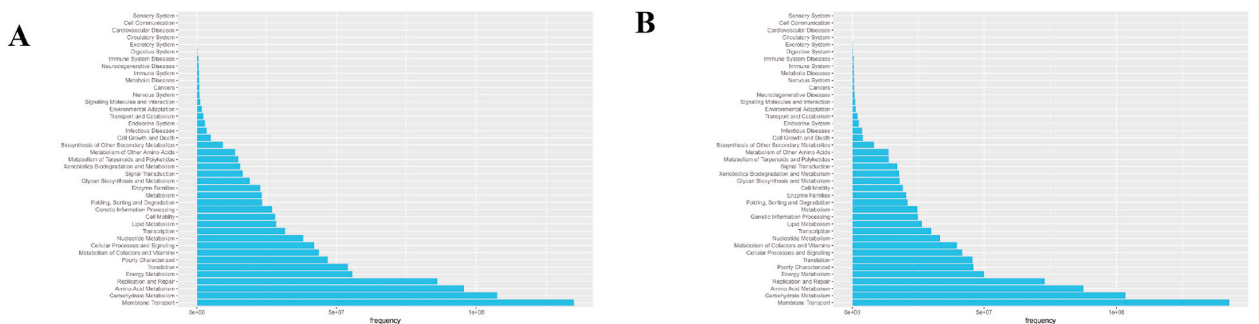 A
Sensory System
Cell Communication
Cardiovascular Diseases
Circulatory System
Excretory System
Digestive System
Immune System Diseases
Neurodegenerative Diseases
Immune System
Metabolic Diseases
Cancers
Nervous System
Signaling Molecules and Interaction
Environmental Adaptation
Transport and Catabolism
Endocrine System
Infectious Diseases
Cell Growth and Death
Biosynthesis of Other Secondary Metabolites
Metabolism of Other Amino Acids
Metabolism of Terpenoids and Polyketides
Xenobiotics Biodegradation and Metabolism
Signal Transduction
Glycan Biosynthesis and Metabolism
Enzyme Families
Metabolism
Folding, Sorting and Degradation
Genetic Information Processing
Cell Motility
Lipid Metabolism
Transcription
Nucleotide Metabolism
Cellular Processes and Signaling
Metabolism of Cofactors and Vitamins
Poorly Characterized
Translation
Energy Metabolism
Replication and Repair
Amino Acid Metabolism
Carbohydrate Metabolism
Membrane Transport
0e+00 5e+07 1e+08
frequency
B
Sensory System
Cell Communication
Cardiovascular Diseases
Circulatory System
Excretory System
Digestive System
Immune System Diseases
Immune System
Metabolic Diseases
Nervous System
Cancers
Neurodegenerative Diseases
Signaling Molecules and Interaction
Environmental Adaptation
Transport and Catabolism
Endocrine System
Infectious Diseases
Cell Growth and Death
Biosynthesis of Other Secondary Metabolites
Metabolism of Other Amino Acids
Metabolism of Terpenoids and Polyketides
Signal Transduction
Xenobiotics Biodegradation and Metabolism
Glycan Biosynthesis and Metabolism
Cell Motility
Enzyme Families
Folding, Sorting and Degradation
Metabolism
Genetic Information Processing
Lipid Metabolism
Transcription
Nucleotide Metabolism
Metabolism of Cofactors and Vitamins
Cellular Processes and Signaling
Translation
Poorly Characterized
Energy Metabolism
Replication and Repair
Amino Acid Metabolism
Carbohydrate Metabolism
Membrane Transport
0e+00 5e+07 1e+08
frequency